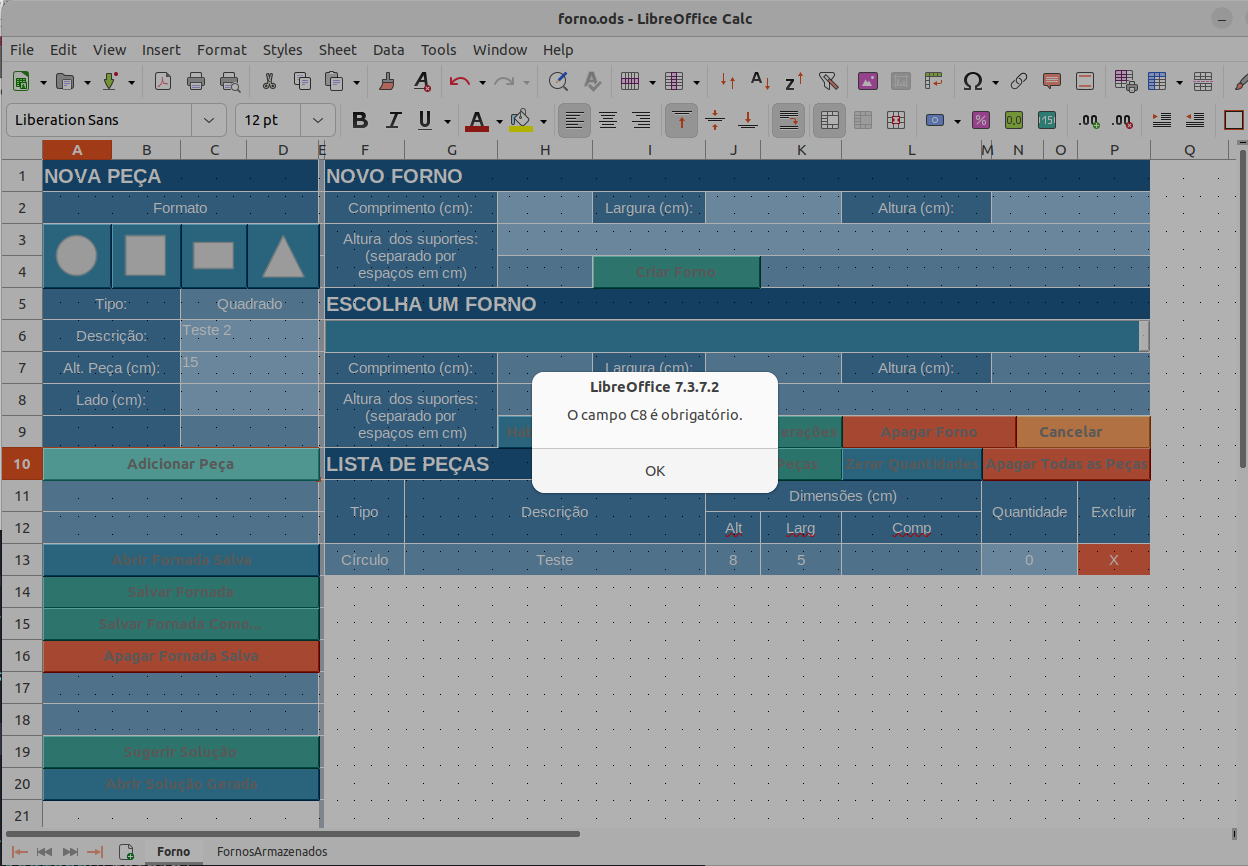 forno.ods - LibreOffice Calc
File Edit View Insert Format Styles Sheet Data Tools Window Help
Liberation Sans 12 pt
A B C D E F G H I J K L M N O P Q
1 NOVA PEÇA NOVO FORNO
2 Formato Comprimento (cm): Largura (cm): Altura (cm):
3 Altura dos suportes:
(separado por
4 espaços em cm) Criar Forno
5 Tipo: Quadrado ESCOLHA UM FORNO
6 Descrição: Teste 2
7 Alt. Peça (cm): 15 Comprimento (cm): Largura (cm): Altura (cm):
8 Lado (cm): Altura dos suportes:
(separado por
9 espaços em cm) Apagar Forno Cancelar
LibreOffice 7.3.7.2
O campo C8 é obrigatório.
OK
10 Adicionar Peça LISTA DE PEÇAS Peças Zerar Quantidades Apagar Todas as Peças
11 Tipo Descrição Dimensões (cm) Quantidade Excluir
12 Alt Larg Comp
13 Abrir Fornada Salva Círculo Teste 8 5 0 X
14 Salvar Fornada
15 Salvar Fornada Como...
16 Apagar Fornada Salva
17
18
19 Sugerir Solução
20 Abrir Solução Gerada
21
Forno FornosArmazenados